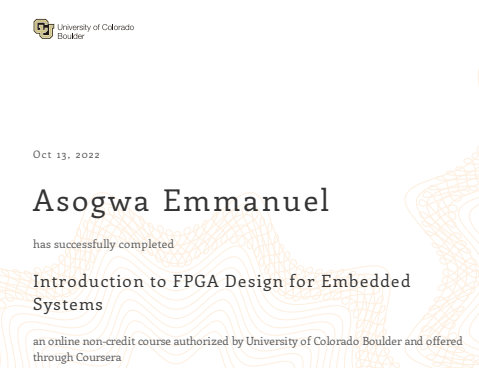 University of Colorado
Boulder
Oct 13, 2022
Asogwa Emmanuel
has successfully completed
Introduction to FPGA Design for Embedded
Systems
an online non-credit course authorized by University of Colorado Boulder and offered
through Coursera